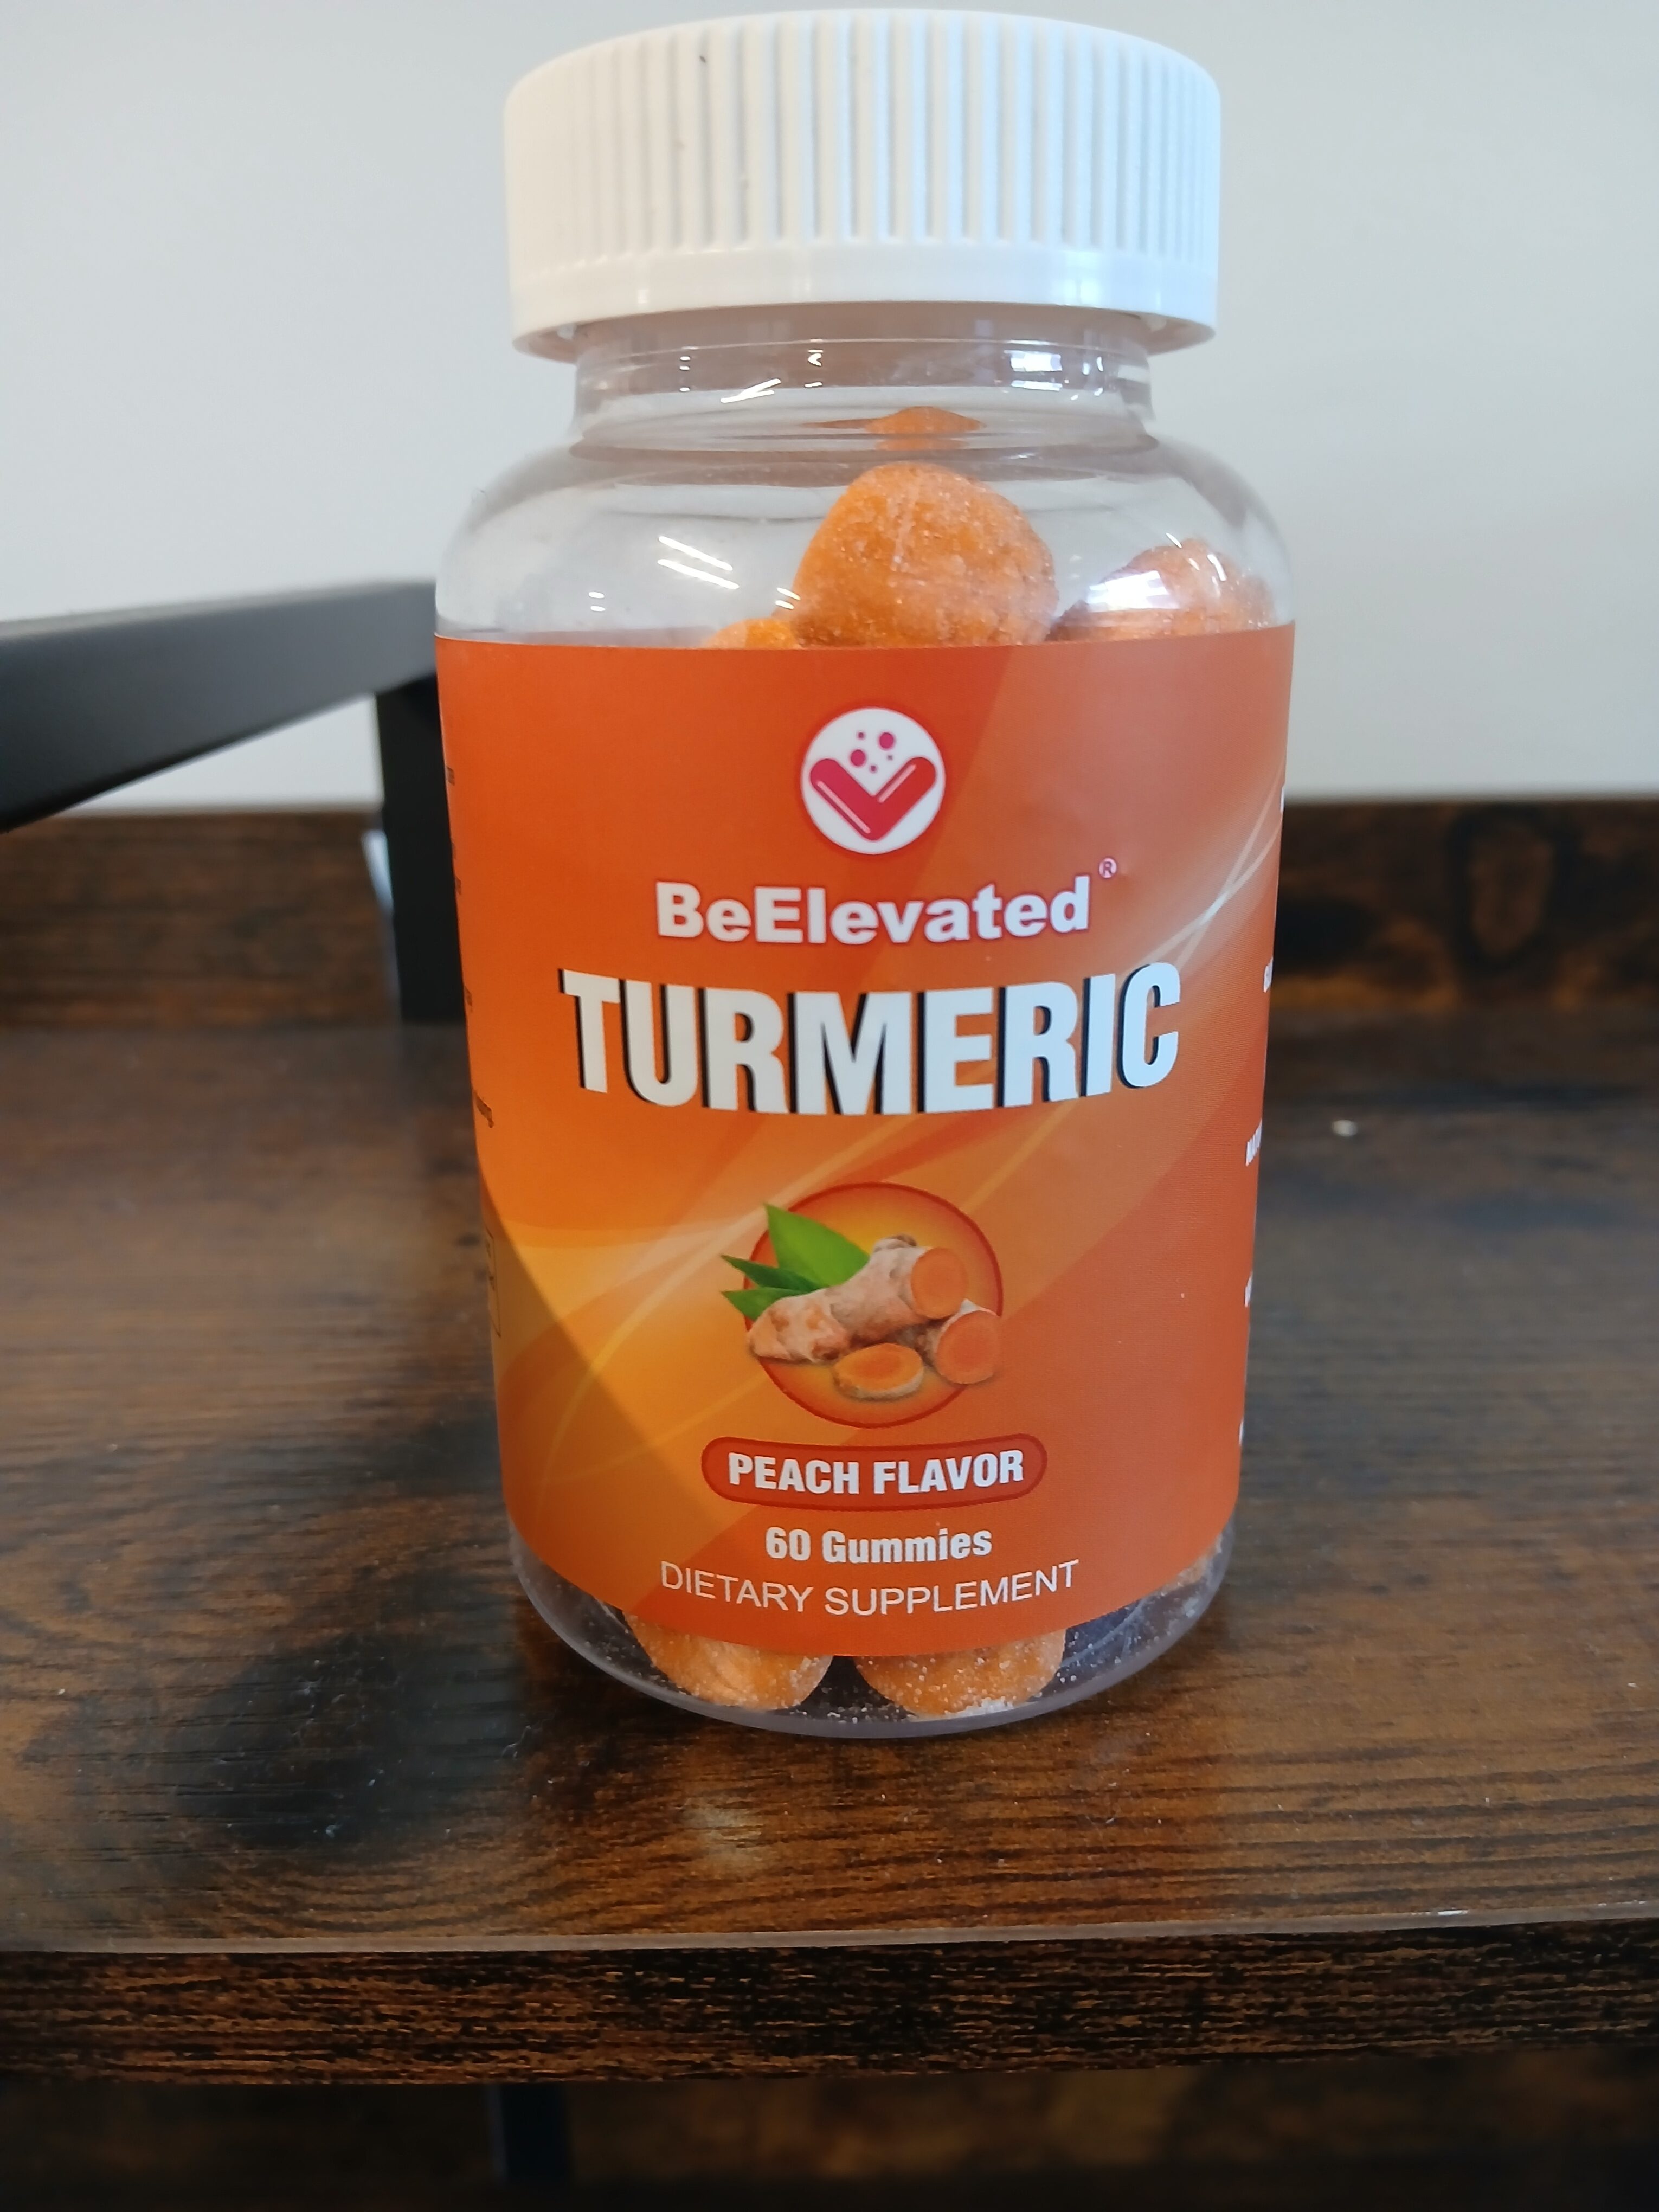 BeElevated®
TURMERIC
PEACH FLAVOR
60 Gummies
DIETARY SUPPLEMENT